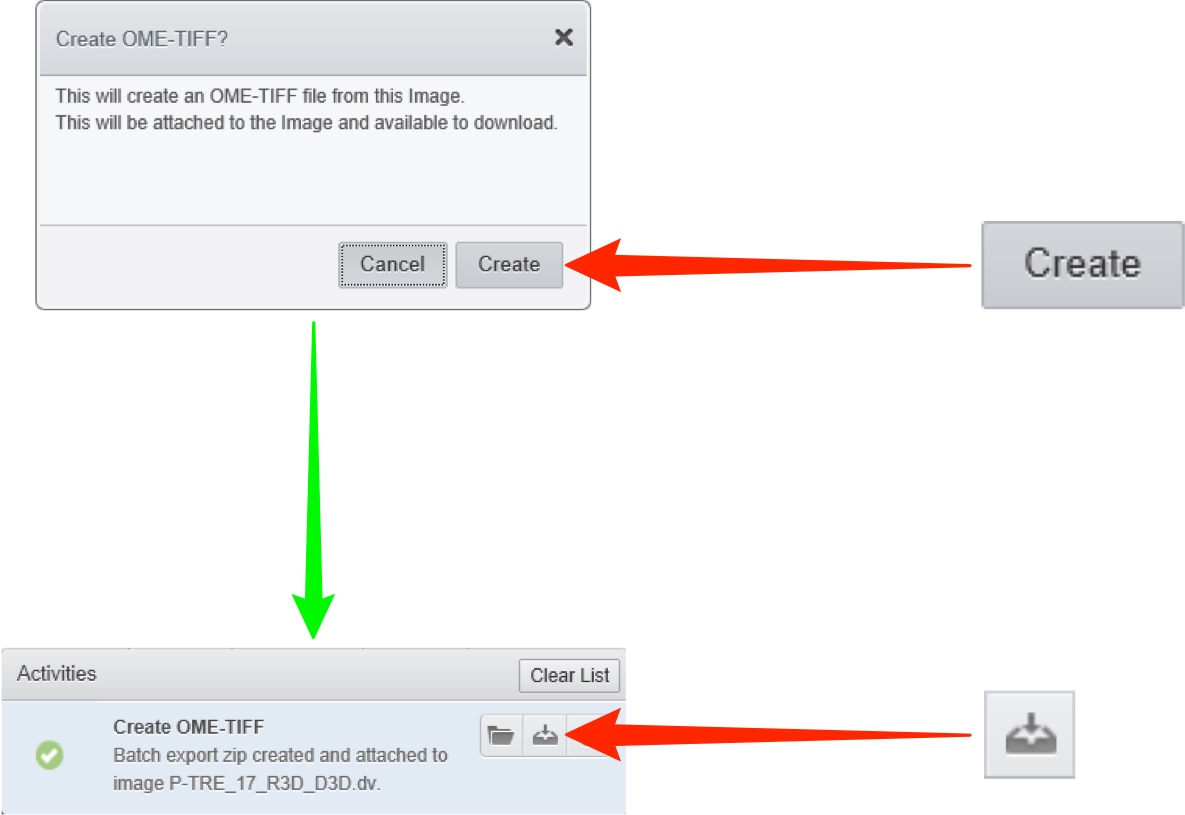 Create OME-TIFF?
This will create an OME-TIFF file from this Image.
This will be attached to the Image and available to download.
Cancel
Create
Create
Activities
Clear List
Create OME-TIFF
Batch export zip created and attached to
image P-TRE_17_R3D_D3D.dv.